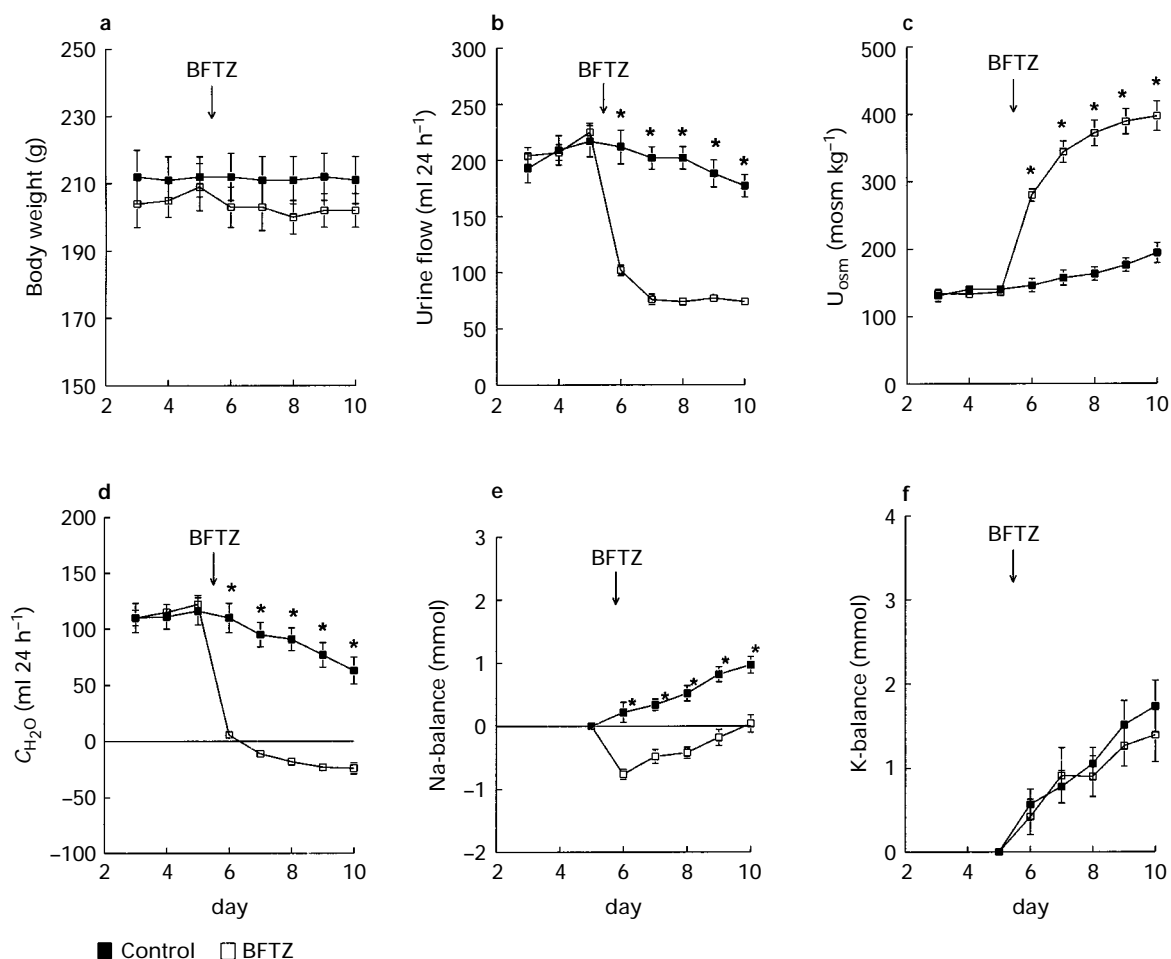 a
b
c
250
230
210
190
170
150
Body weight (g)
BFTZ
2 4 6 8 10
300
250
200
150
100
50
0
Urine flow (ml 24 h⁻¹)
BFTZ
* * * * *
2 4 6 8 10
500
400
300
200
100
0
U_osm (mosm kg⁻¹)
BFTZ
* * * * *
2 4 6 8 10
d
e
f
200
150
100
50
0
−50
−100
C_H₂O (ml 24 h⁻¹)
BFTZ
* * * * *
2 4 6 8 10
day
3
2
1
0
−1
−2
Na-balance (mmol)
BFTZ
* * * * *
2 4 6 8 10
day
4
3
2
1
0
K-balance (mmol)
BFTZ
2 4 6 8 10
day
■ Control □ BFTZ